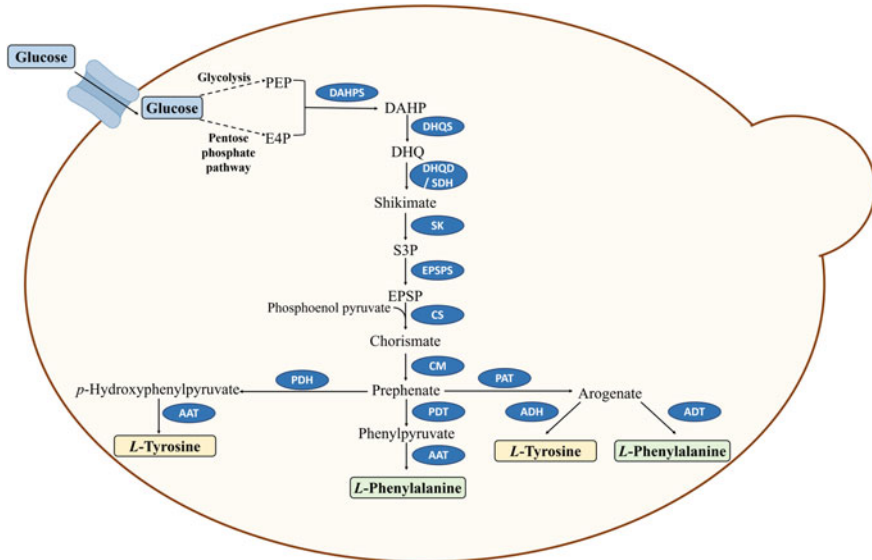 Glucose
Glycolysis
PEP
DAHPS
Glucose
DAHP
Pentose
phosphate
pathway
E4P
DHQS
DHQ
DHQD
/ SDH
Shikimate
SK
S3P
EPSPS
EPSP
Phosphoenol pyruvate
CS
Chorismate
CM
p-Hydroxyphenylpyruvate
PDH
Prephenate
PAT
Arogenate
AAT
PDT
ADH
ADT
Phenylpyruvate
L-Tyrosine
AAT
L-Tyrosine
L-Phenylalanine
L-Phenylalanine